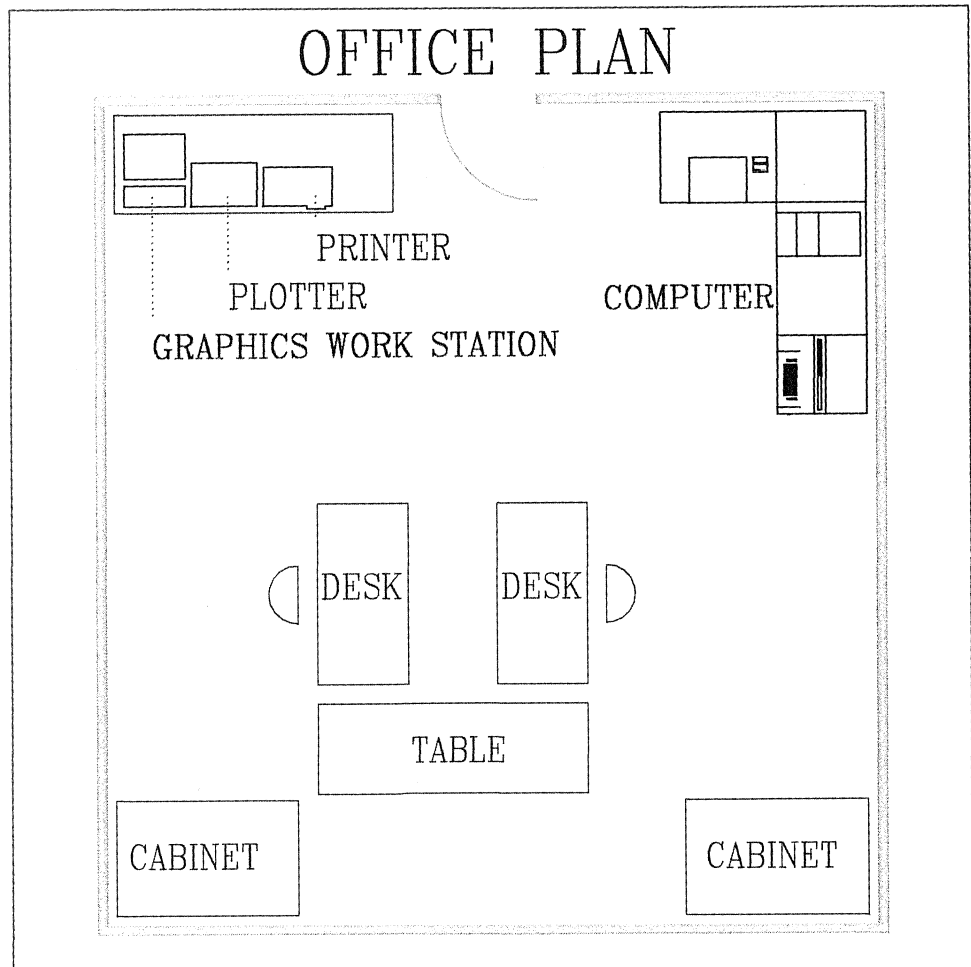 OFFICE PLAN
PRINTER
PLOTTER
COMPUTER
GRAPHICS WORK STATION
DESK
DESK
TABLE
CABINET
CABINET